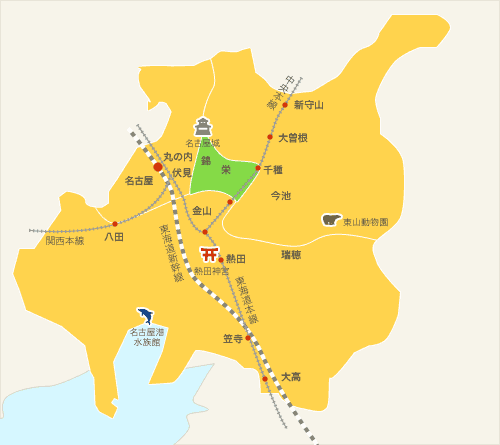 中央本線
新守山
大曽根
名古屋城
丸の内
錦
伏見
栄
千種
名古屋
今池
金山
東山動物園
八田
関西本線
東海道新幹線
瑞穂
熱田
熱田神宮
東海道本線
名古屋港
水族館
笠寺
大高